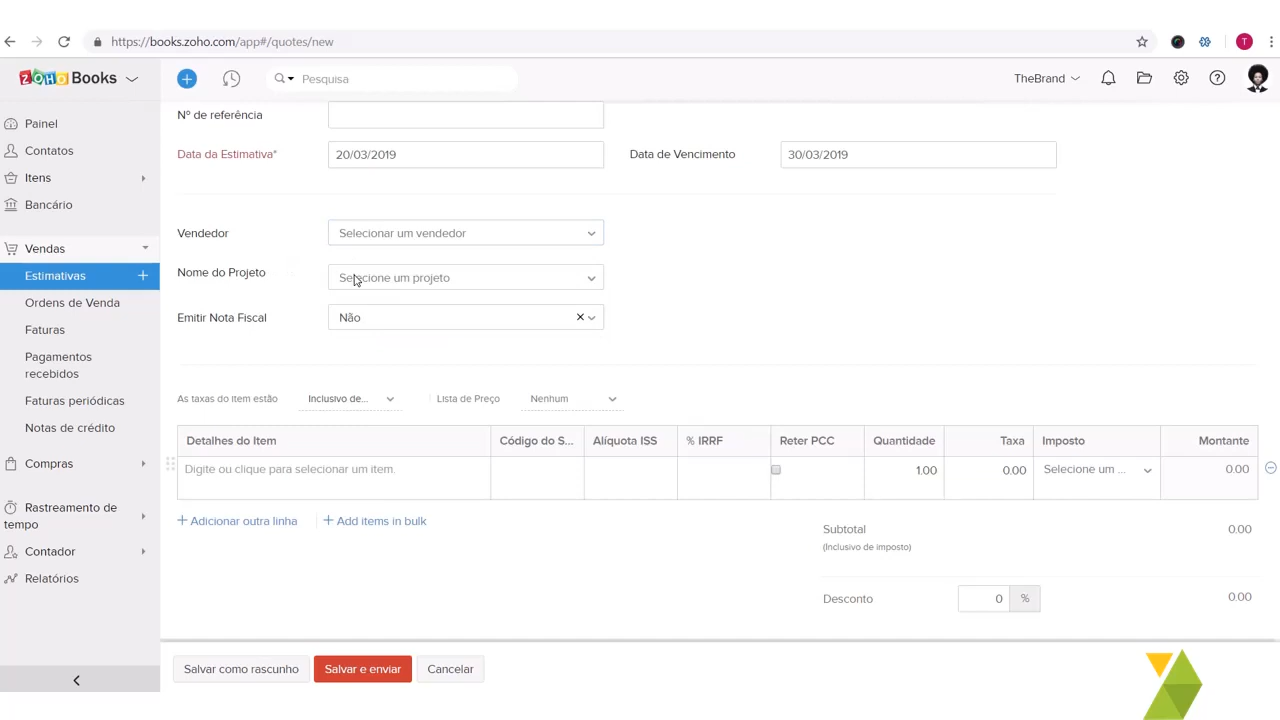 https://books.zoho.com/app#/quotes/new
T
ZOHO Books
Pesquisa
TheBrand
Painel
Contatos
Itens
Bancário
Vendas
Estimativas
Ordens de Venda
Faturas
Pagamentos
recebidos
Faturas periódicas
Notas de crédito
Compras
Rastreamento de
tempo
Contador
Relatórios
Nº de referência
Data da Estimativa* 20/03/2019 Data de Vencimento 30/03/2019
Vendedor Selecionar um vendedor
Nome do Projeto Selecione um projeto
Emitir Nota Fiscal Não
As taxas do item estão Inclusivo de... Lista de Preço Nenhum
Detalhes do Item Código do S... Alíquota ISS % IRRF Reter PCC Quantidade Taxa Imposto Montante
Digite ou clique para selecionar um item. 1.00 0.00 Selecione um ... 0.00
+ Adicionar outra linha + Add items in bulk
Subtotal 0.00
(Inclusivo de imposto)
Desconto 0 % 0.00
Salvar como rascunho Salvar e enviar Cancelar